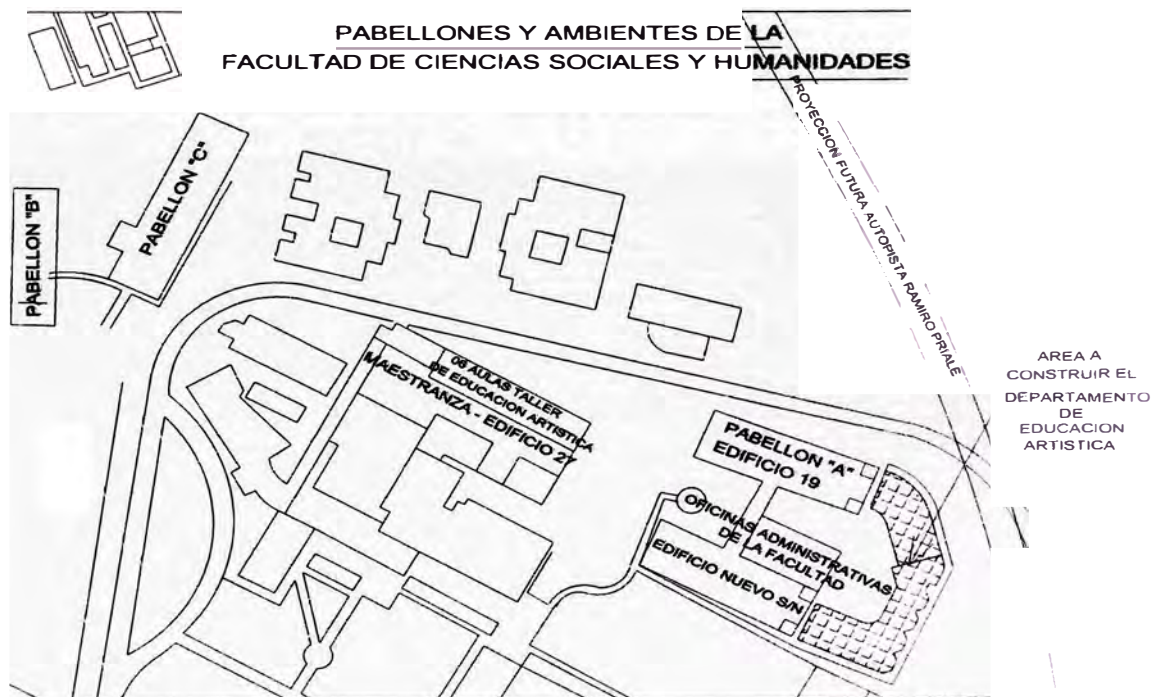 PABELLONES Y AMBIENTES DE LA
FACULTAD DE CIENCIAS SOCIALES Y HUMANIDADES
PROYECCION FUTURA AUTOPISTA RAMIRO PRIALE
PABELLON "C"
PABELLON "B"
06 AULAS TALLER
DE EDUCACION ARTISTICA
MAESTRANZA - EDIFICIO 27
AREA A
CONSTRUIR EL
DEPARTAMENTO
DE
EDUCACION
ARTISTICA
PABELLON "A"
EDIFICIO 19
OFICINAS ADMINISTRATIVAS
DE LA FACULTAD
EDIFICIO NUEVO S/N